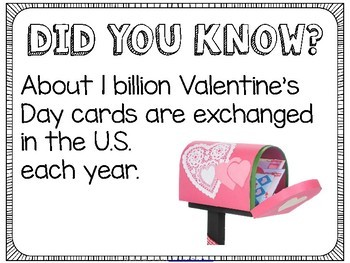 DID YOU KNOW?
About 1 billion Valentine's
Day cards are exchanged
in the U.S.
each year.